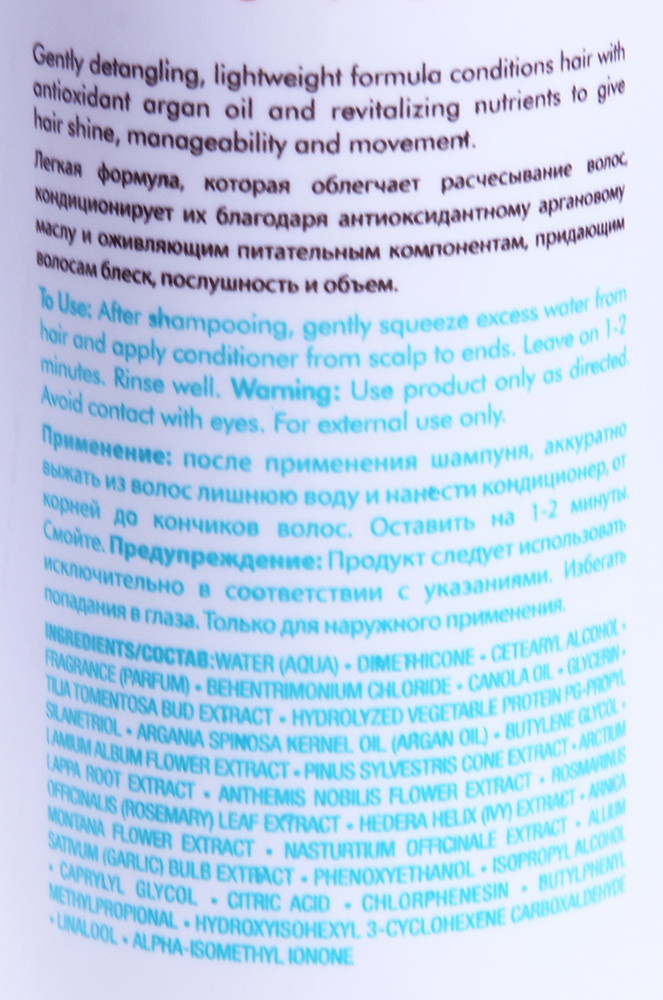 Gently detangling, lightweight formula conditions hair with
antioxidant argan oil and revitalizing nutrients to give
hair shine, manageability and movement.
Легкая формула, которая облегчает расчесывание волос,
кондиционирует их благодаря антиоксидантному аргановому
маслу и оживляющим питательным компонентам, придающим
волосам блеск, послушность и объем.
To Use: After shampooing, gently squeeze excess water from
hair and apply conditioner from scalp to ends. Leave on 1-2
minutes. Rinse well. Warning: Use product only as directed.
Avoid contact with eyes. For external use only.
Применение: после применения шампуня, аккуратно
выжать из волос лишнюю воду и нанести кондиционер, от
корней до кончиков волос. Оставить на 1-2 минуты.
Смойте. Предупреждение: Продукт следует использовать
исключительно в соответствии с указаниями. Избегать
попадания в глаза. Только для наружного применения.
INGREDIENTS/СОСТАВ: WATER (AQUA) • DIMETHICONE • CETEARYL ALCOHOL •
FRAGRANCE (PARFUM) • BEHENTRIMONIUM CHLORIDE • CANOLA OIL • GLYCERIN •
TILIA TOMENTOSA BUD EXTRACT • HYDROLYZED VEGETABLE PROTEIN PG-PROPYL
SILANETRIOL • ARGANIA SPINOSA KERNEL OIL (ARGAN OIL) • BUTYLENE GLYCOL •
LAMIUM ALBUM FLOWER EXTRACT • PINUS SYLVESTRIS CONE EXTRACT • ARCTIUM
LAPPA ROOT EXTRACT • ANTHEMIS NOBILIS FLOWER EXTRACT • ROSMARINUS
OFFICINALIS (ROSEMARY) LEAF EXTRACT • HEDERA HELIX (IVY) EXTRACT • ARNICA
MONTANA FLOWER EXTRACT • NASTURTIUM OFFICINALE EXTRACT • ALLIUM
SATIVUM (GARLIC) BULB EXTRACT • PHENOXYETHANOL • ISOPROPYL ALCOHOL
• CAPRYLYL GLYCOL • CITRIC ACID • CHLORPHENESIN • BUTYLPHENYL
METHYLPROPIONAL • HYDROXYISOHEXYL 3-CYCLOHEXENE CARBOXALDEHYDE
• LINALOOL • ALPHA-ISOMETHYL IONONE